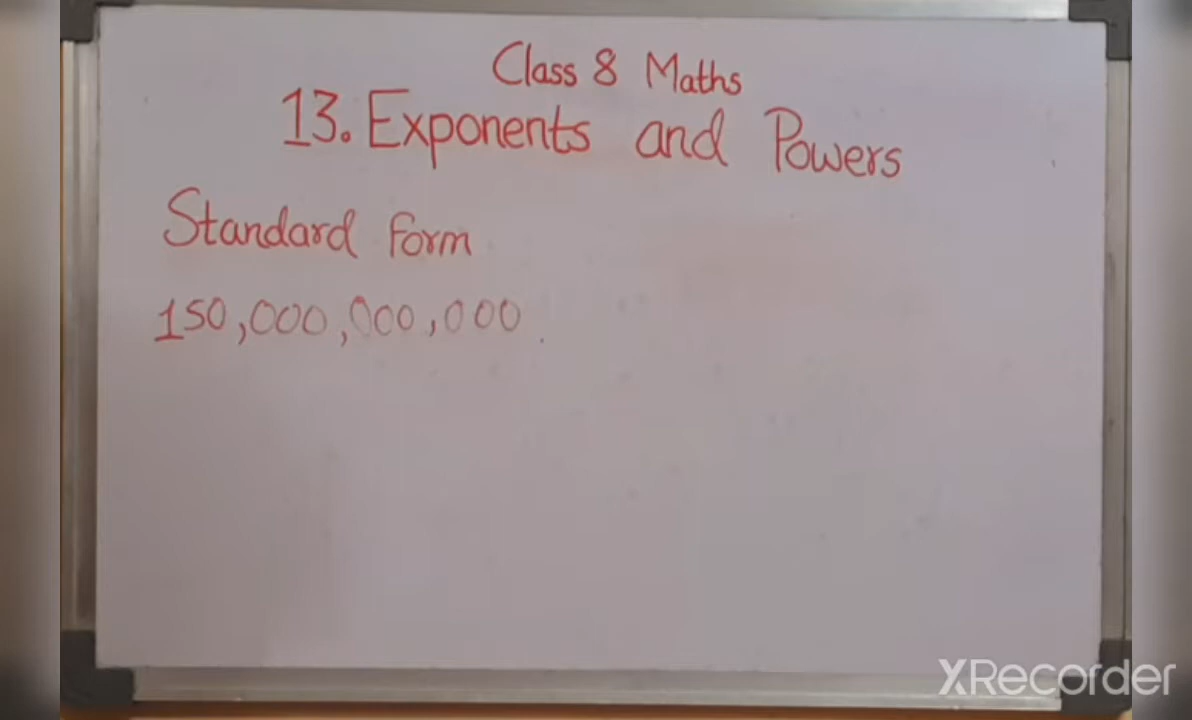 Class 8 Maths
13. Exponents and Powers
Standard form
150,000,000,000
XRecorder